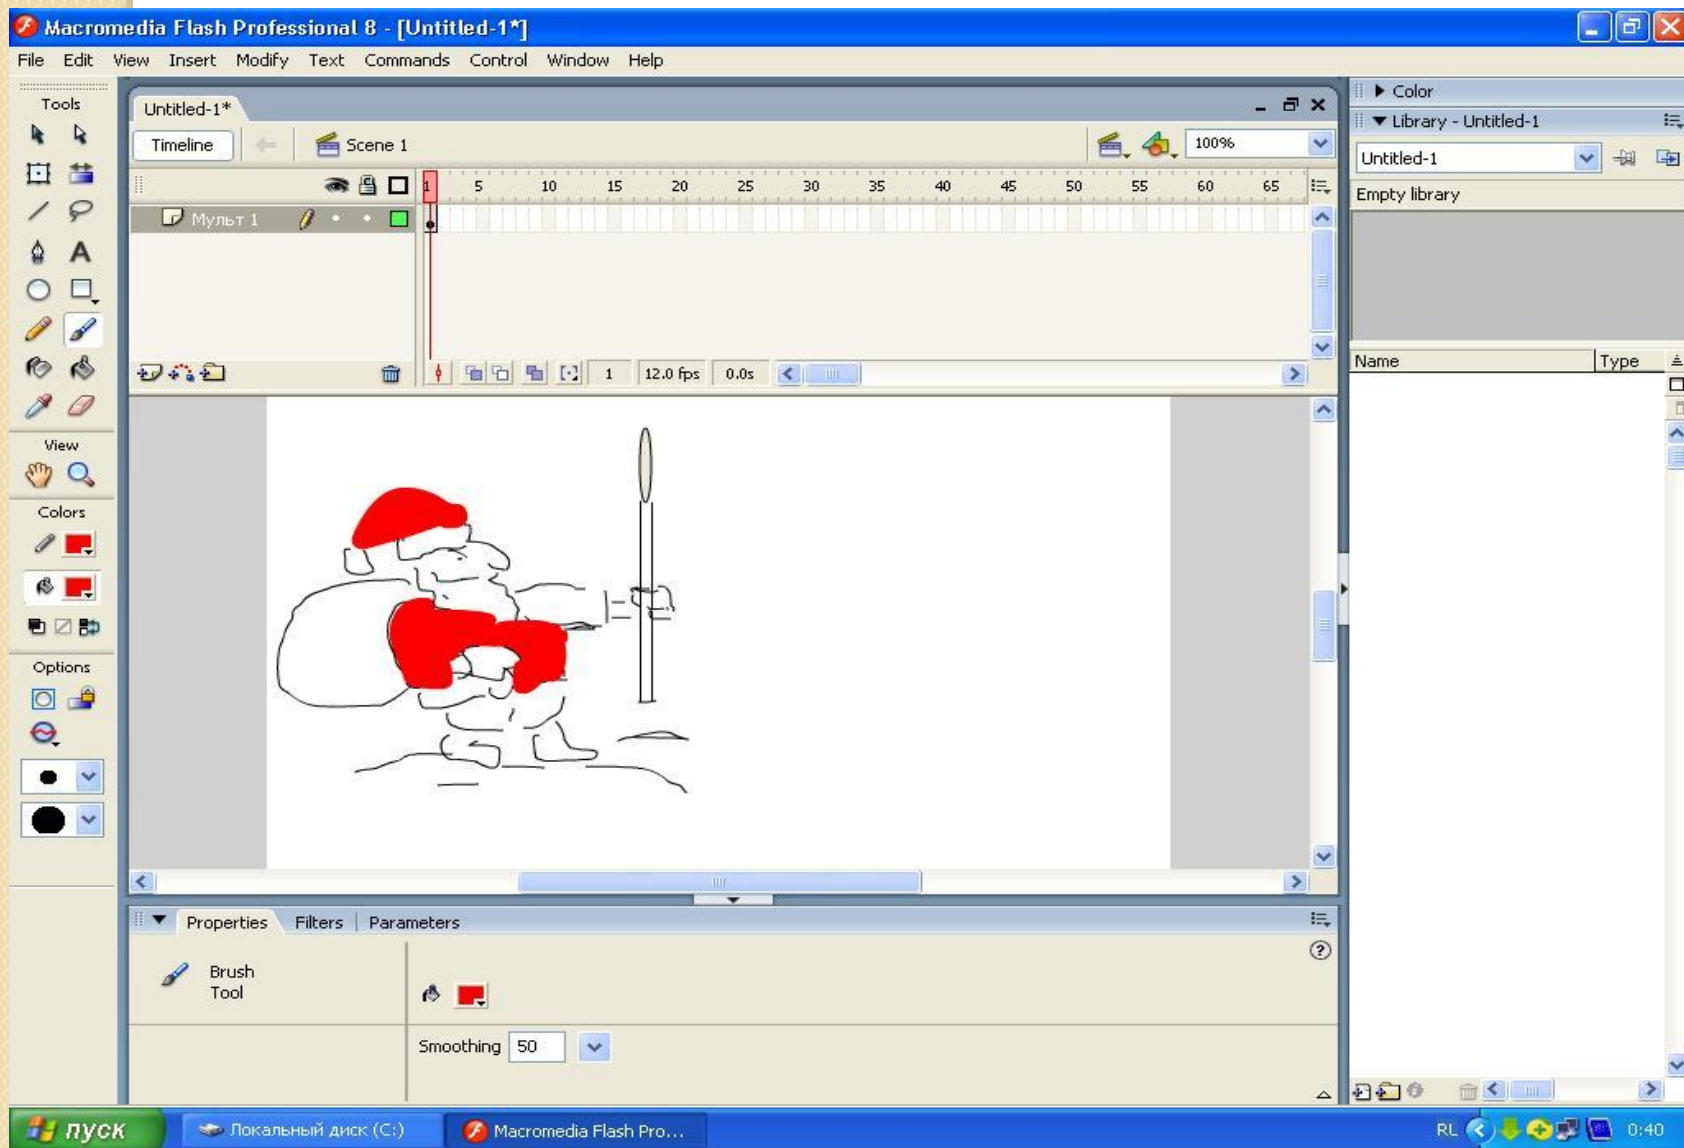 Macromedia Flash Professional 8 - [Untitled-1*]
File Edit View Insert Modify Text Commands Control Window Help
Tools
Untitled-1*
Timeline Scene 1 100%
1 5 10 15 20 25 30 35 40 45 50 55 60 65
Мульт 1
1 12.0 fps 0.0s
A
View
Colors
Options
Color
Library - Untitled-1
Untitled-1
Empty library
Name Type
Properties Filters Parameters
Brush
Tool
Smoothing 50
пуск Локальный диск (C:) Macromedia Flash Pro... RL 0:40